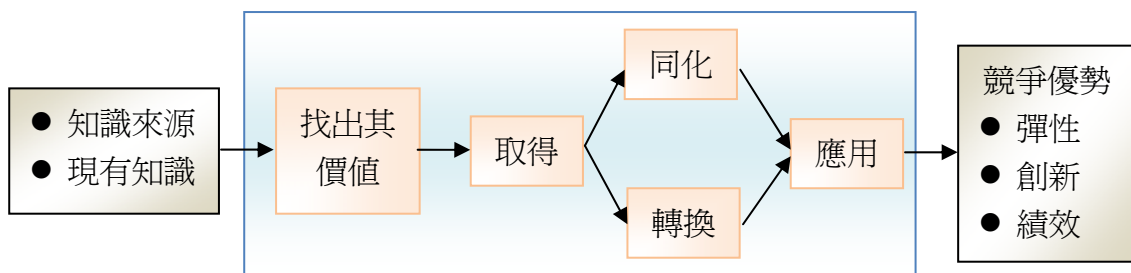 ● 知識來源
● 現有知識
找出其
價值
取得
同化
轉換
應用
競爭優勢
● 彈性
● 創新
● 績效